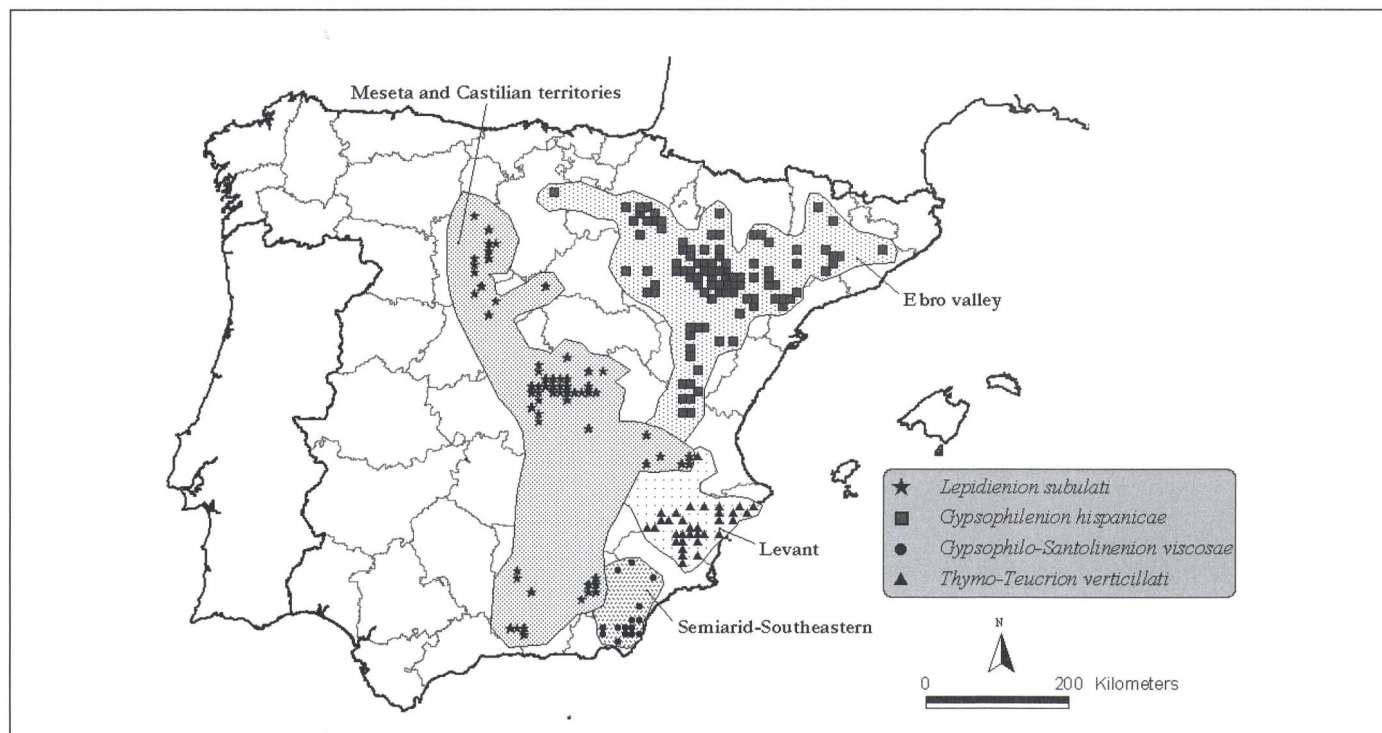 Meseta and Castilian territories
Ebro valley
Lepidienion subulati
Gypsophilenion hispanicae
Gypsophilo-Santolinenion viscosae
Thymo-Teucrion verticillati
Levant
Semiarid-Southeastern
N
0 200 Kilometers